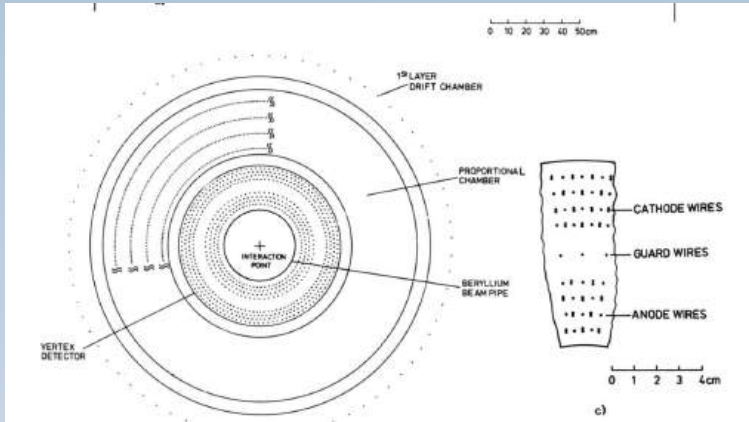 0 10 20 30 40 50cm
1ST LAYER
DRIFT CHAMBER
PROPORTIONAL
CHAMBER
INTERACTION
POINT
BERYLLIUM
BEAM PIPE
VERTEX
DETECTOR
CATHODE WIRES
GUARD WIRES
ANODE WIRES
0 1 2 3 4cm
c)